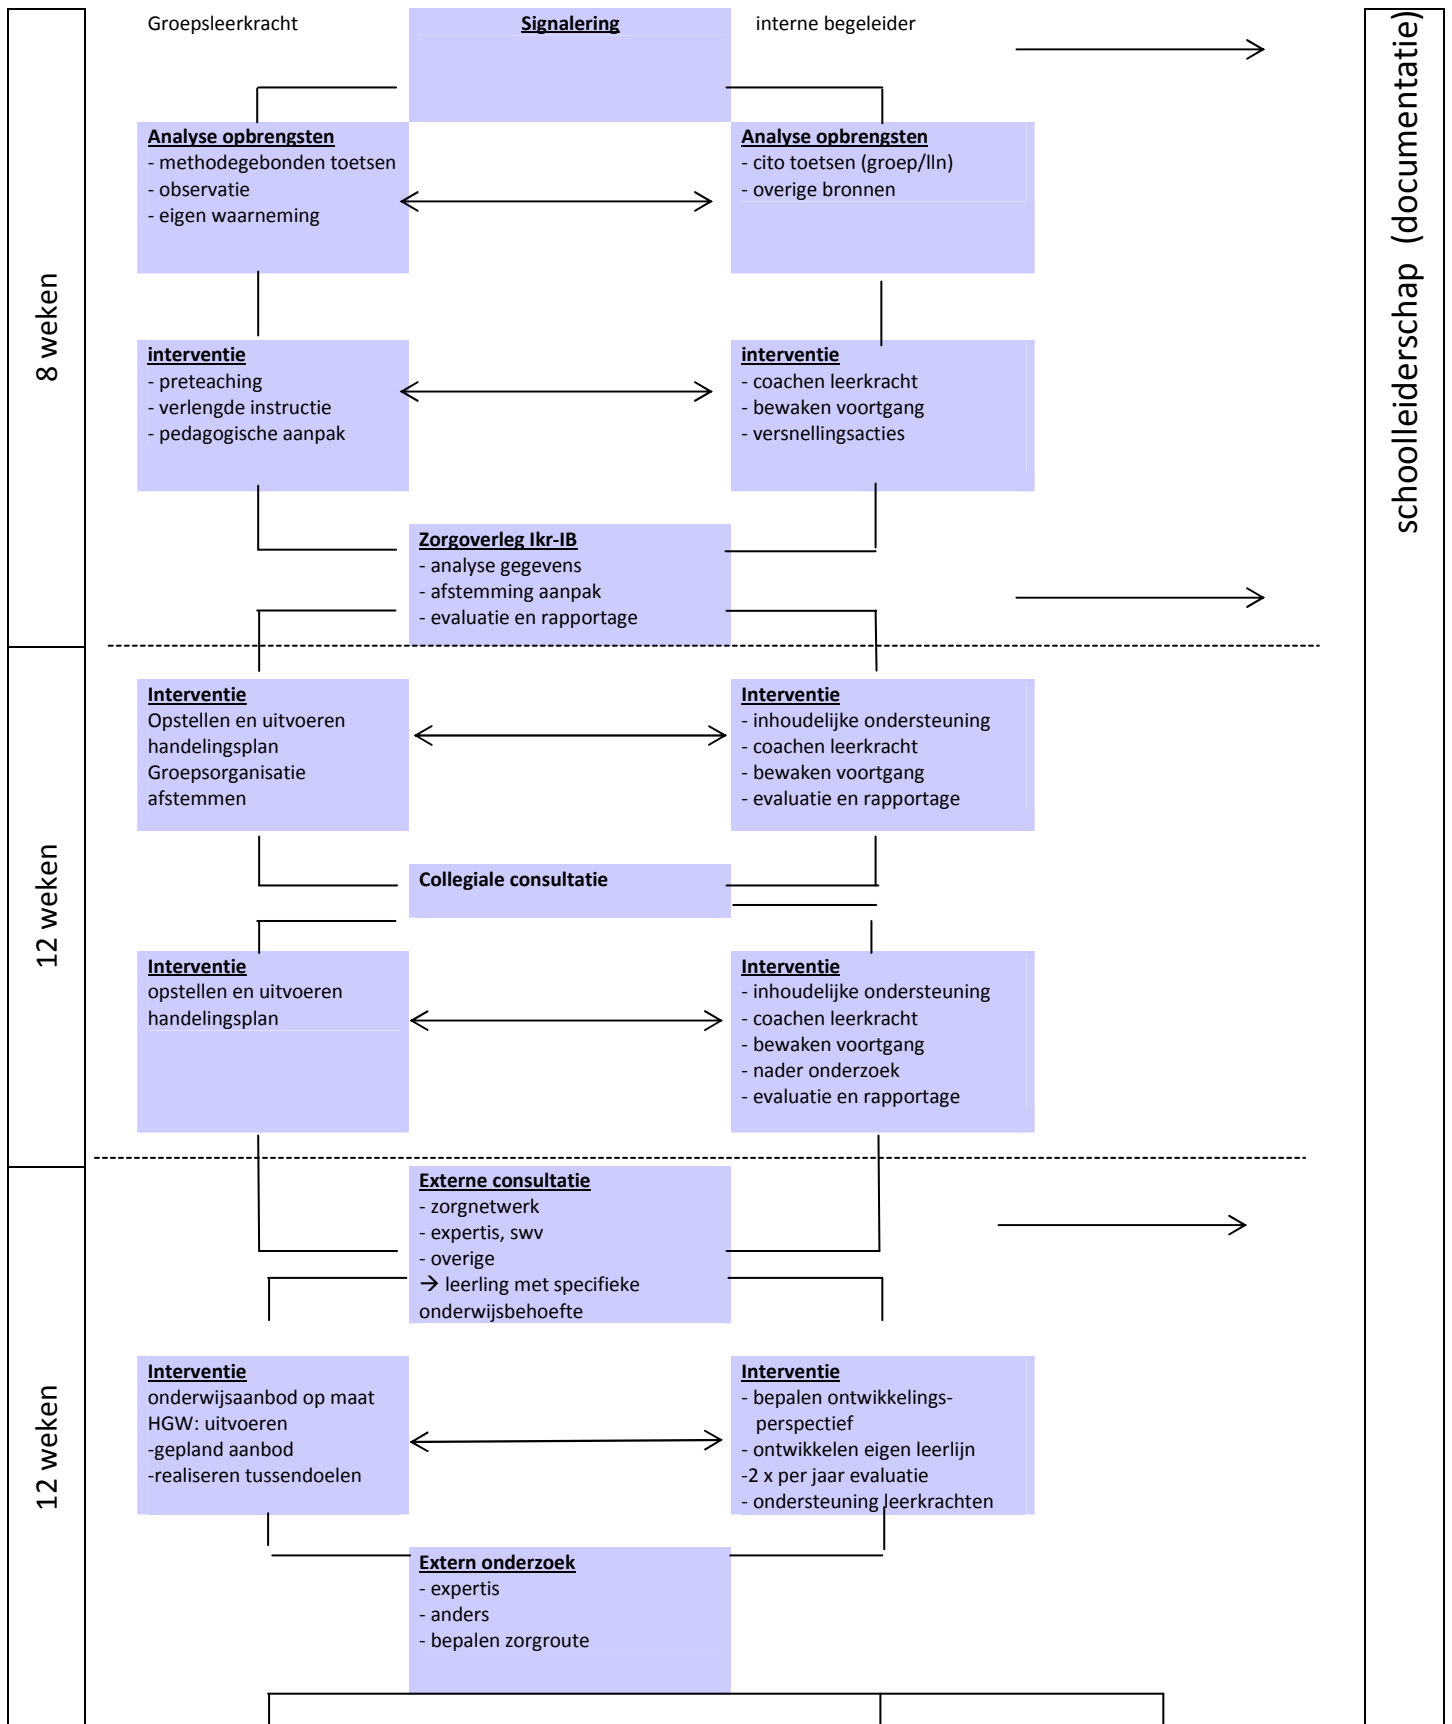 Groepsleerkracht
Signalering
interne begeleider
8 weken
schoolleiderschap (documentatie)
Analyse opbrengsten
- methodegebonden toetsen
- observatie
- eigen waarneming
Analyse opbrengsten
- cito toetsen (groep/lln)
- overige bronnen
interventie
- preteaching
- verlengde instructie
- pedagogische aanpak
interventie
- coachen leerkracht
- bewaken voortgang
- versnellingsacties
Zorgoverleg lkr-IB
- analyse gegevens
- afstemming aanpak
- evaluatie en rapportage
12 weken
Interventie
Opstellen en uitvoeren
handelingsplan
Groepsorganisatie
afstemmen
Interventie
- inhoudelijke ondersteuning
- coachen leerkracht
- bewaken voortgang
- evaluatie en rapportage
Collegiale consultatie
Interventie
opstellen en uitvoeren
handelingsplan
Interventie
- inhoudelijke ondersteuning
- coachen leerkracht
- bewaken voortgang
- nader onderzoek
- evaluatie en rapportage
12 weken
Externe consultatie
- zorgnetwerk
- expertis, swv
- overige
→ leerling met specifieke
onderwijsbehoefte
Interventie
onderwijsaanbod op maat
HGW: uitvoeren
-gepland aanbod
-realiseren tussendoelen
Interventie
- bepalen ontwikkelings-
perspectief
- ontwikkelen eigen leerlijn
-2 x per jaar evaluatie
- ondersteuning leerkrachten
Extern onderzoek
- expertis
- anders
- bepalen zorgroute